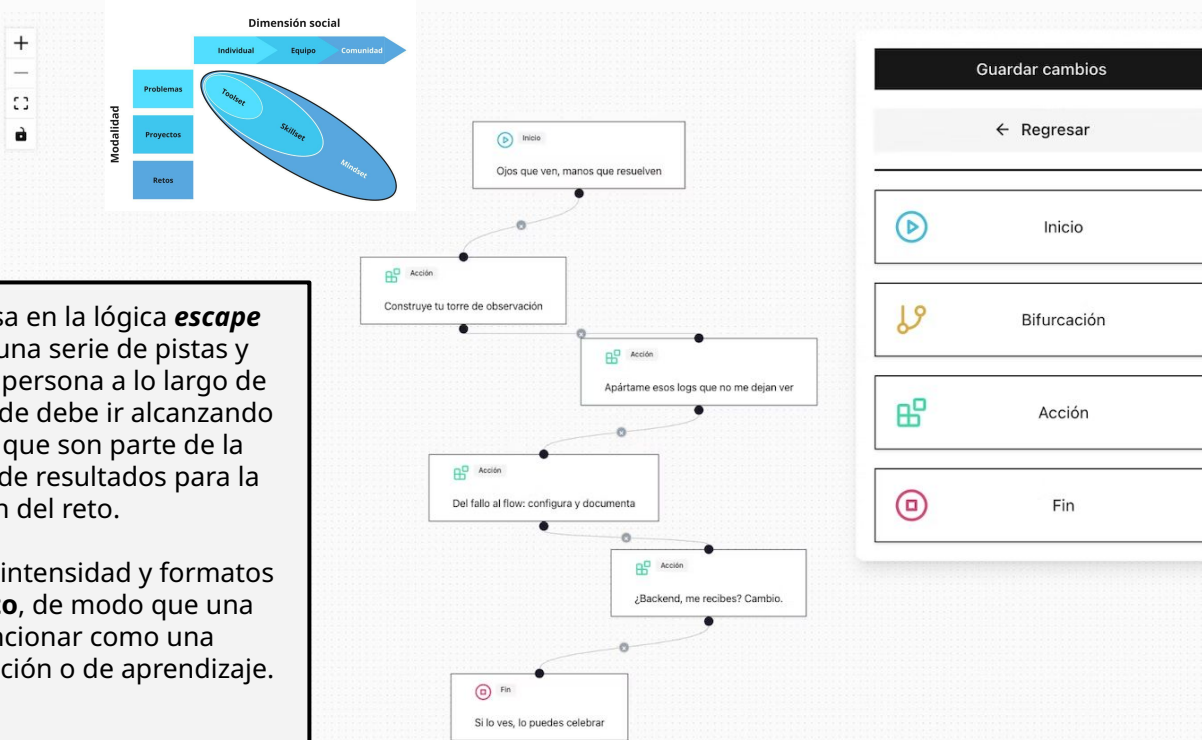 Dimensión social
Individual
Equipo
Comunidad
Modalidad
Problemas
Proyectos
Retos
Toolset
Skillset
Mindset
en la lógica escape
una serie de pistas y
persona a lo largo de
debe ir alcanzando
que son parte de la
de resultados para la
del reto.
intensidad y formatos
, de modo que una
como una
o de aprendizaje.
Inicio
Ojos que ven, manos que resuelven
Acción
Construye tu torre de observación
Acción
Apártame esos logs que no me dejan ver
Acción
Del fallo al flow: configura y documenta
Acción
¿Backend, me recibes? Cambio.
Fin
Si lo ves, lo puedes celebrar
Guardar cambios
← Regresar
Inicio
Bifurcación
Acción
Fin